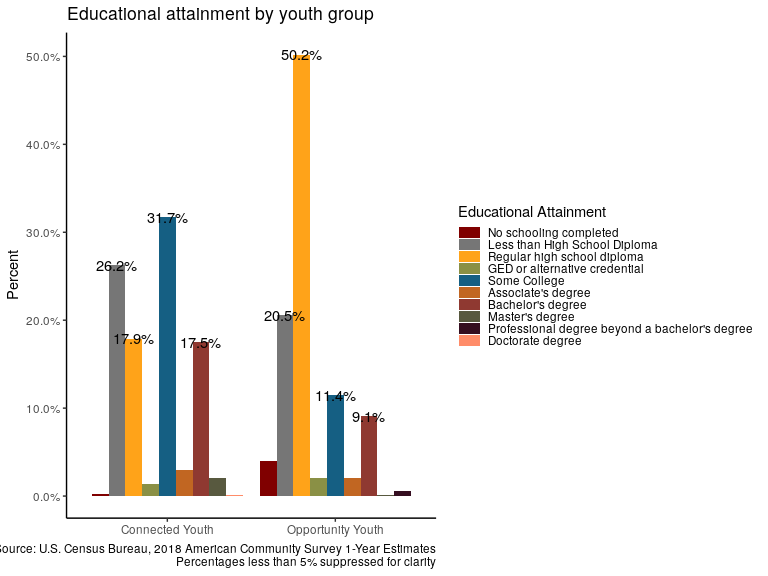 Educational attainment by youth group
Percent
50.0%
40.0%
30.0%
20.0%
10.0%
0.0%
26.2%
17.9%
31.7%
17.5%
20.5%
50.2%
11.4%
9.1%
Connected Youth
Opportunity Youth
Educational Attainment
No schooling completed
Less than High School Diploma
Regular high school diploma
GED or alternative credential
Some College
Associate's degree
Bachelor's degree
Master's degree
Professional degree beyond a bachelor's degree
Doctorate degree
Source: U.S. Census Bureau, 2018 American Community Survey 1-Year Estimates
Percentages less than 5% suppressed for clarity